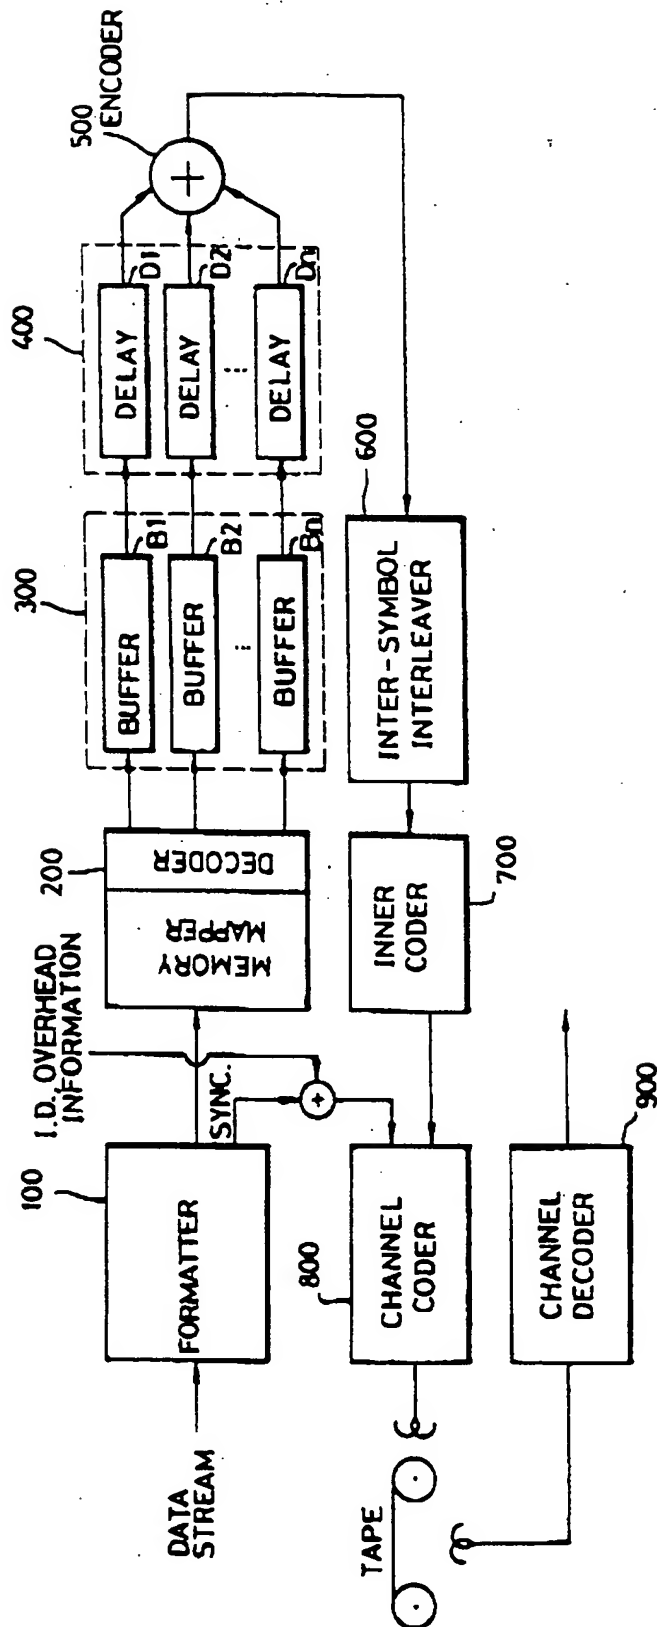 DATA
STREAM
100
FORMATTER
SYNC.
I.D., OVERHEAD
INFORMATION
+
200
MEMORY
MAPPER
DECODER
300
BUFFER
B1
BUFFER
B2
BUFFER
Bn
400
DELAY
D1
DELAY
D2
DELAY
Dn
500
ENCODER
+
600
INTER-SYMBOL
INTERLEAVER
INNER
CODER
700
800
CHANNEL
CODER
TAPE
CHANNEL
DECODER
900